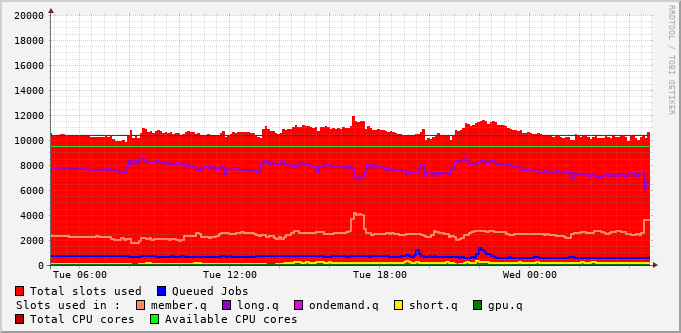 RRDTOOL / TOBI OETIKER
20000
18000
16000
14000
12000
10000
8000
6000
4000
2000
0
Tue 06:00 Tue 12:00 Tue 18:00 Wed 00:00
Total slots used Queued Jobs
Slots used in : member.q long.q ondemand.q short.q gpu.q
Total CPU cores Available CPU cores